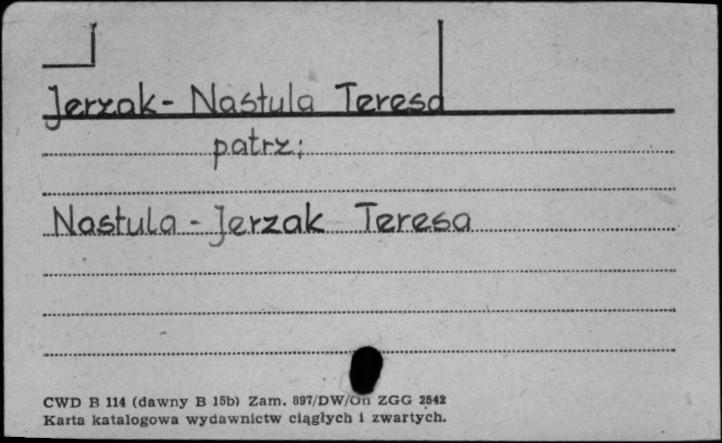 Jerzak - Nastula Teresa
patrz:
Nastula - Jerzak Teresa
CWD B 114 (dawny B 15b) Zam. 897/DW/On ZGG 2542
Karta katalogowa wydawnictw ciągłych i zwartych.